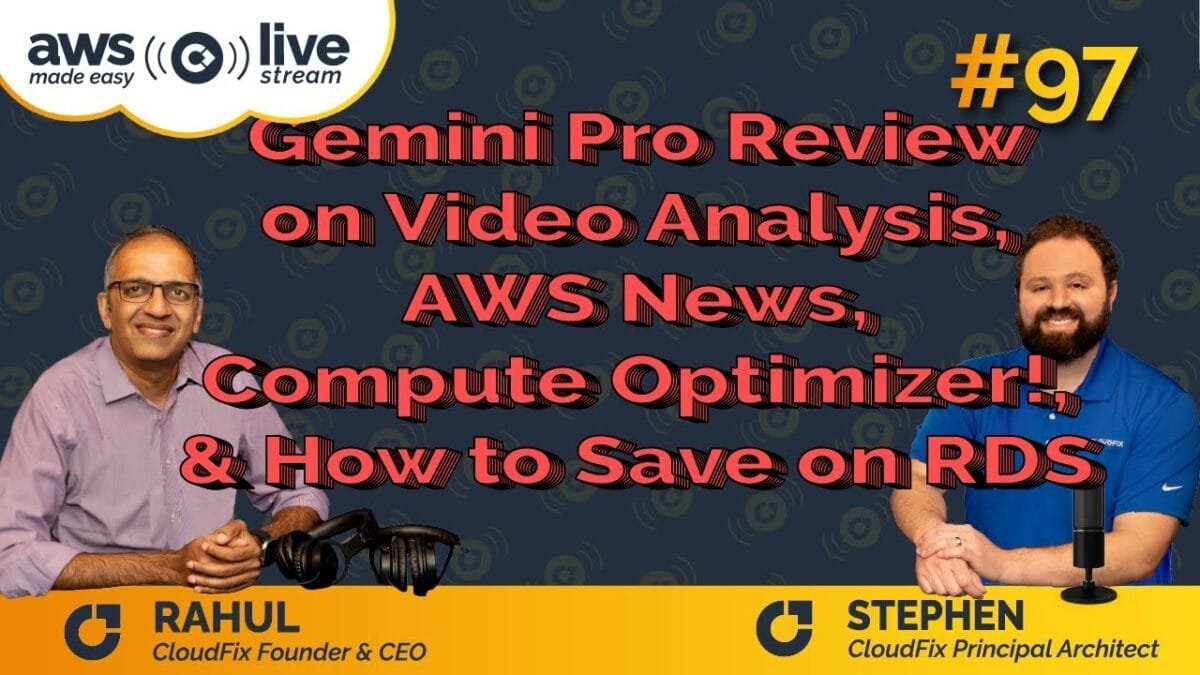 aws live
made easy stream
#97
Gemini Pro Review
on Video Analysis,
AWS News,
Compute Optimizer!,
& How to Save on RDS
CLOUDFIX
RAHUL
CloudFix Founder & CEO
STEPHEN
CloudFix Principal Architect